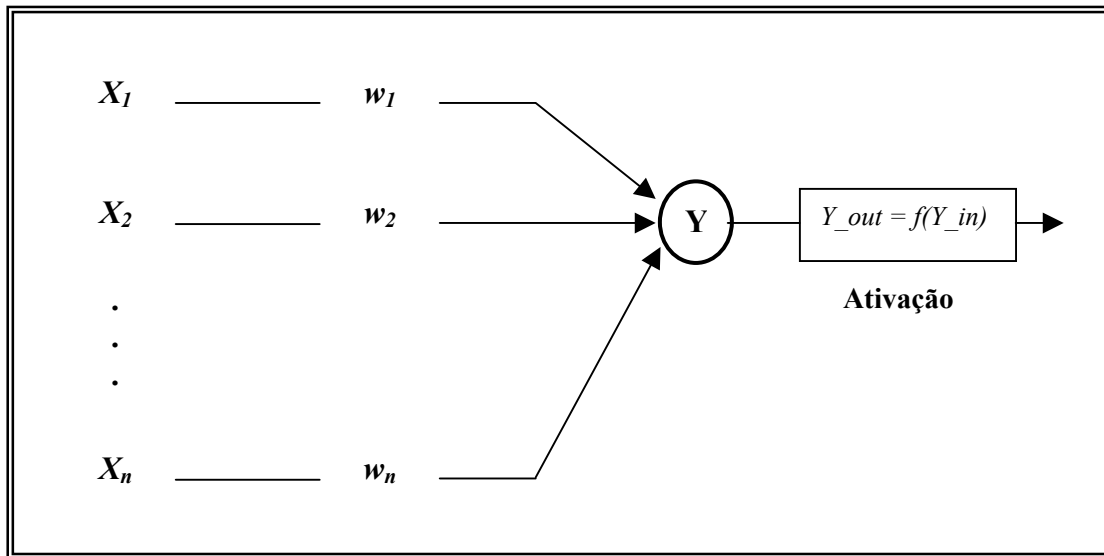 X₁ w₁
X₂ w₂ Y Y_out = f(Y_in)
Ativação
.
.
.
Xₙ wₙ